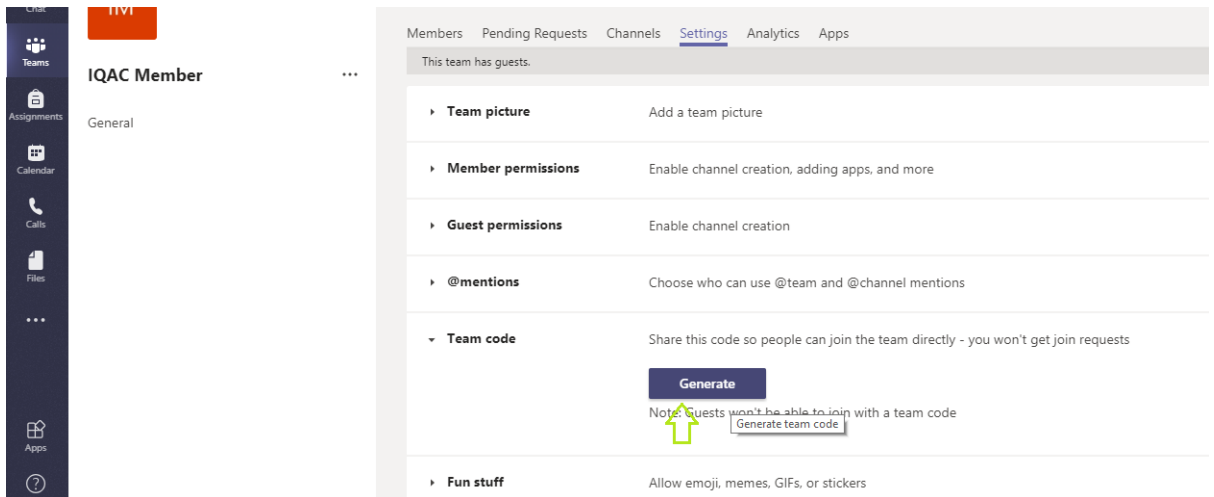 Chat
IM
Members Pending Requests Channels Settings Analytics Apps
Teams
This team has guests.
IQAC Member ...
Assignments
General
Team picture Add a team picture
Calendar
Member permissions Enable channel creation, adding apps, and more
Calls
Guest permissions Enable channel creation
Files
@mentions Choose who can use @team and @channel mentions
...
Team code Share this code so people can join the team directly - you won't get join requests
Generate
Note: Guests won't be able to join with a team code
Generate team code
Apps
Fun stuff Allow emoji, memes, GIFs, or stickers
?